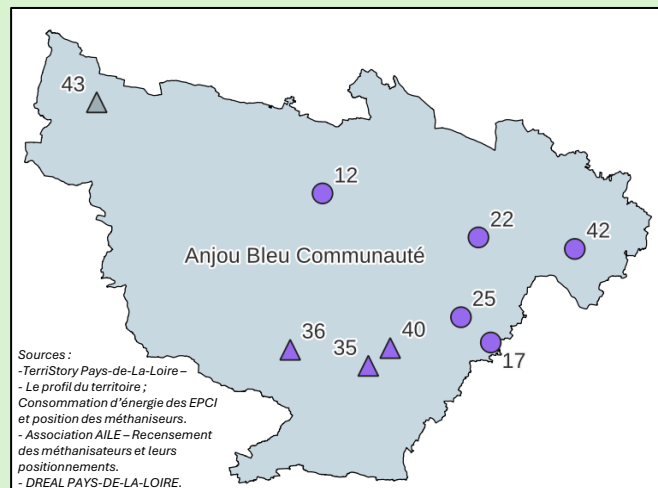 43
12
22
42
Anjou Bleu Communauté
25
36
35
40
17
Sources :
-TerriStory Pays-de-La-Loire –
- Le profil du territoire ;
Consommation d’énergie des EPCI
et position des méthaniseurs.
- Association AILE – Recensement
des méthanisateurs et leurs
positionnements.
- DREAL PAYS-DE-LA-LOIRE.